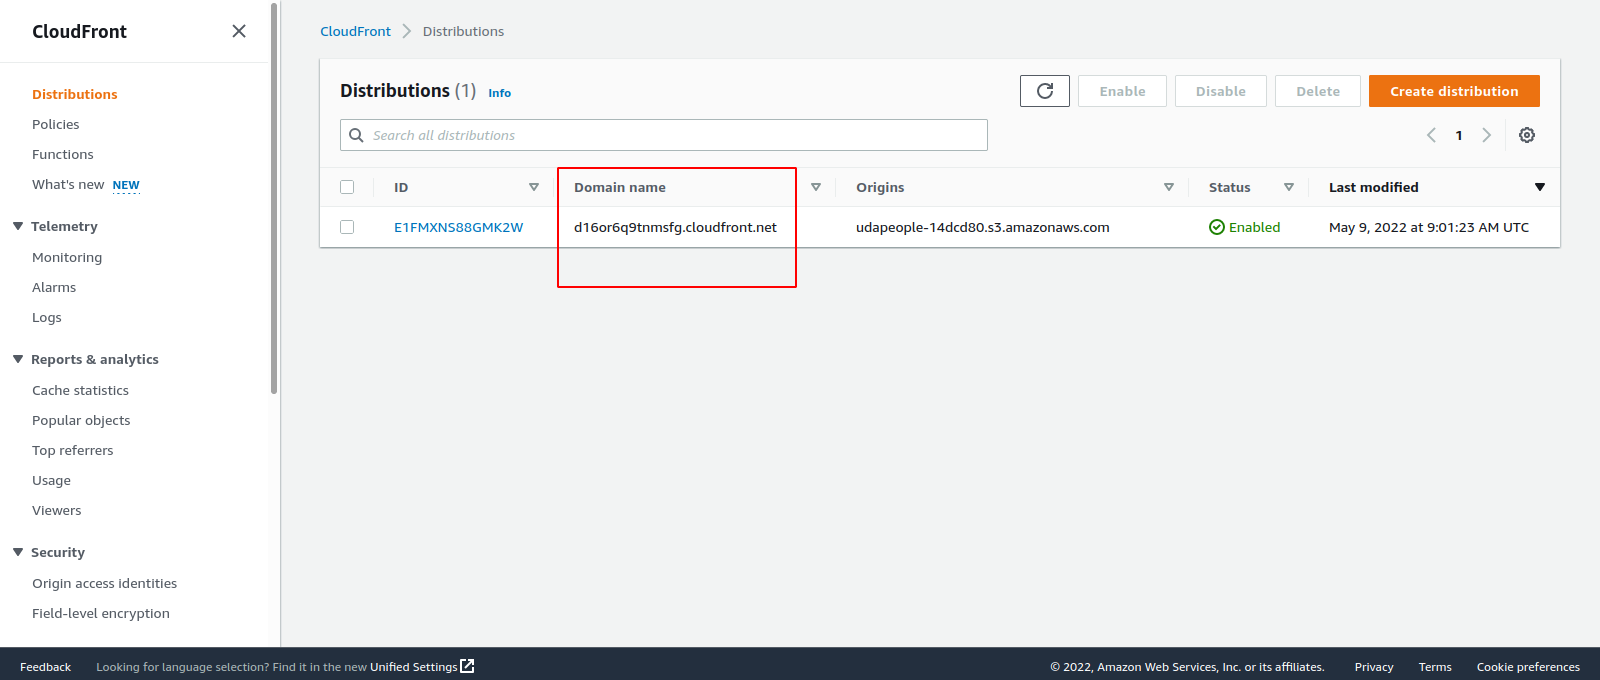 CloudFront
Distributions
Policies
Functions
What's new NEW
Telemetry
Monitoring
Alarms
Logs
Reports & analytics
Cache statistics
Popular objects
Top referrers
Usage
Viewers
Security
Origin access identities
Field-level encryption
CloudFront Distributions
Distributions (1) Info
Enable Disable Delete Create distribution
Search all distributions
1
ID Domain name Origins Status Last modified
E1FMXNS88GMK2W d16or6q9tnmsfg.cloudfront.net udapeople-14dcd80.s3.amazonaws.com Enabled May 9, 2022 at 9:01:23 AM UTC
Feedback Looking for language selection? Find it in the new Unified Settings © 2022, Amazon Web Services, Inc. or its affiliates. Privacy Terms Cookie preferences